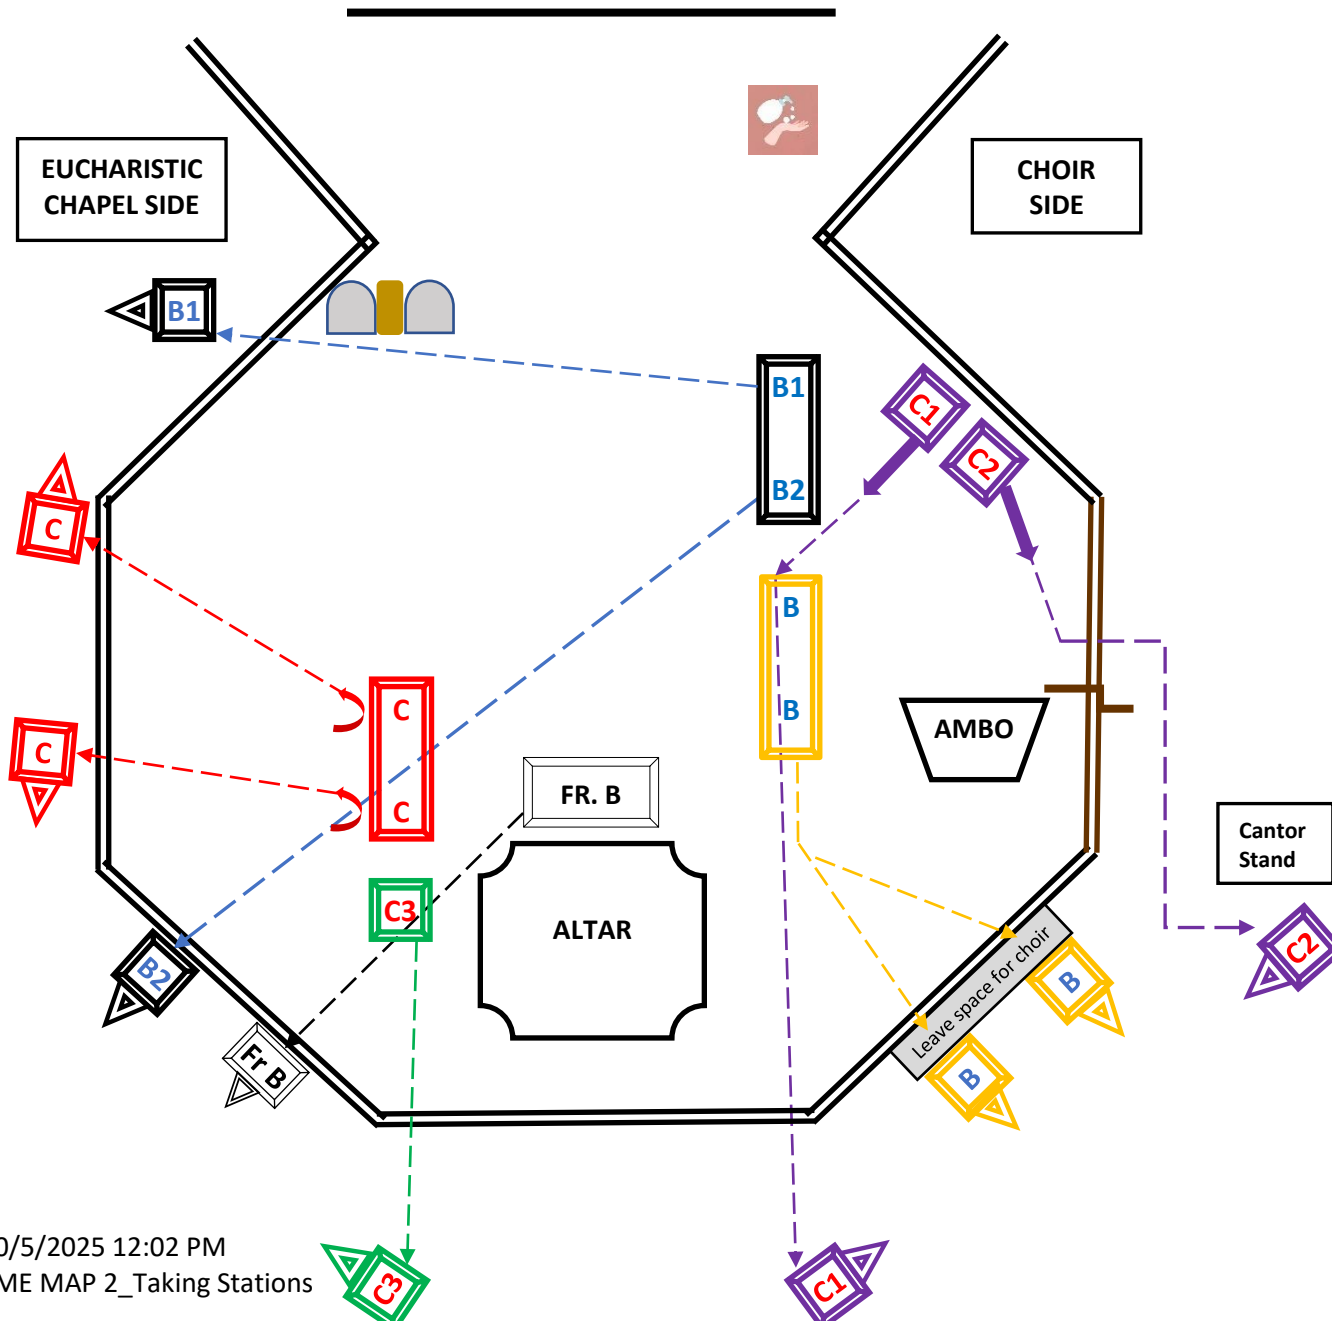 EUCHARISTIC
CHAPEL SIDE
CHOIR
SIDE
B1
B1
B2
C1
C2
C
B
B
C
C
C
AMBO
FR. B
Cantor
Stand
C3
ALTAR
Leave space for choir
C2
B2
B
Fr B
B
0/5/2025 12:02 PM
ME MAP 2_Taking Stations
C3
C1